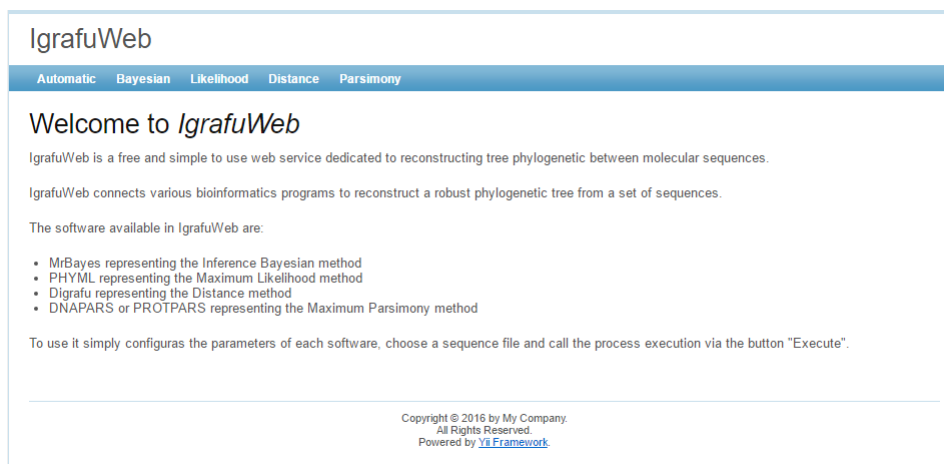 IgrafuWeb
Automatic Bayesian Likelihood Distance Parsimony
Welcome to IgrafuWeb
IgrafuWeb is a free and simple to use web service dedicated to reconstructing tree phylogenetic between molecular sequences.
IgrafuWeb connects various bioinformatics programs to reconstruct a robust phylogenetic tree from a set of sequences.
The software available in IgrafuWeb are:
• MrBayes representing the Inference Bayesian method
• PHYML representing the Maximum Likelihood method
• Digrafu representing the Distance method
• DNAPARS or PROTPARS representing the Maximum Parsimony method
To use it simply configuras the parameters of each software, choose a sequence file and call the process execution via the button "Execute".
Copyright © 2016 by My Company.
All Rights Reserved.
Powered by Yii Framework.